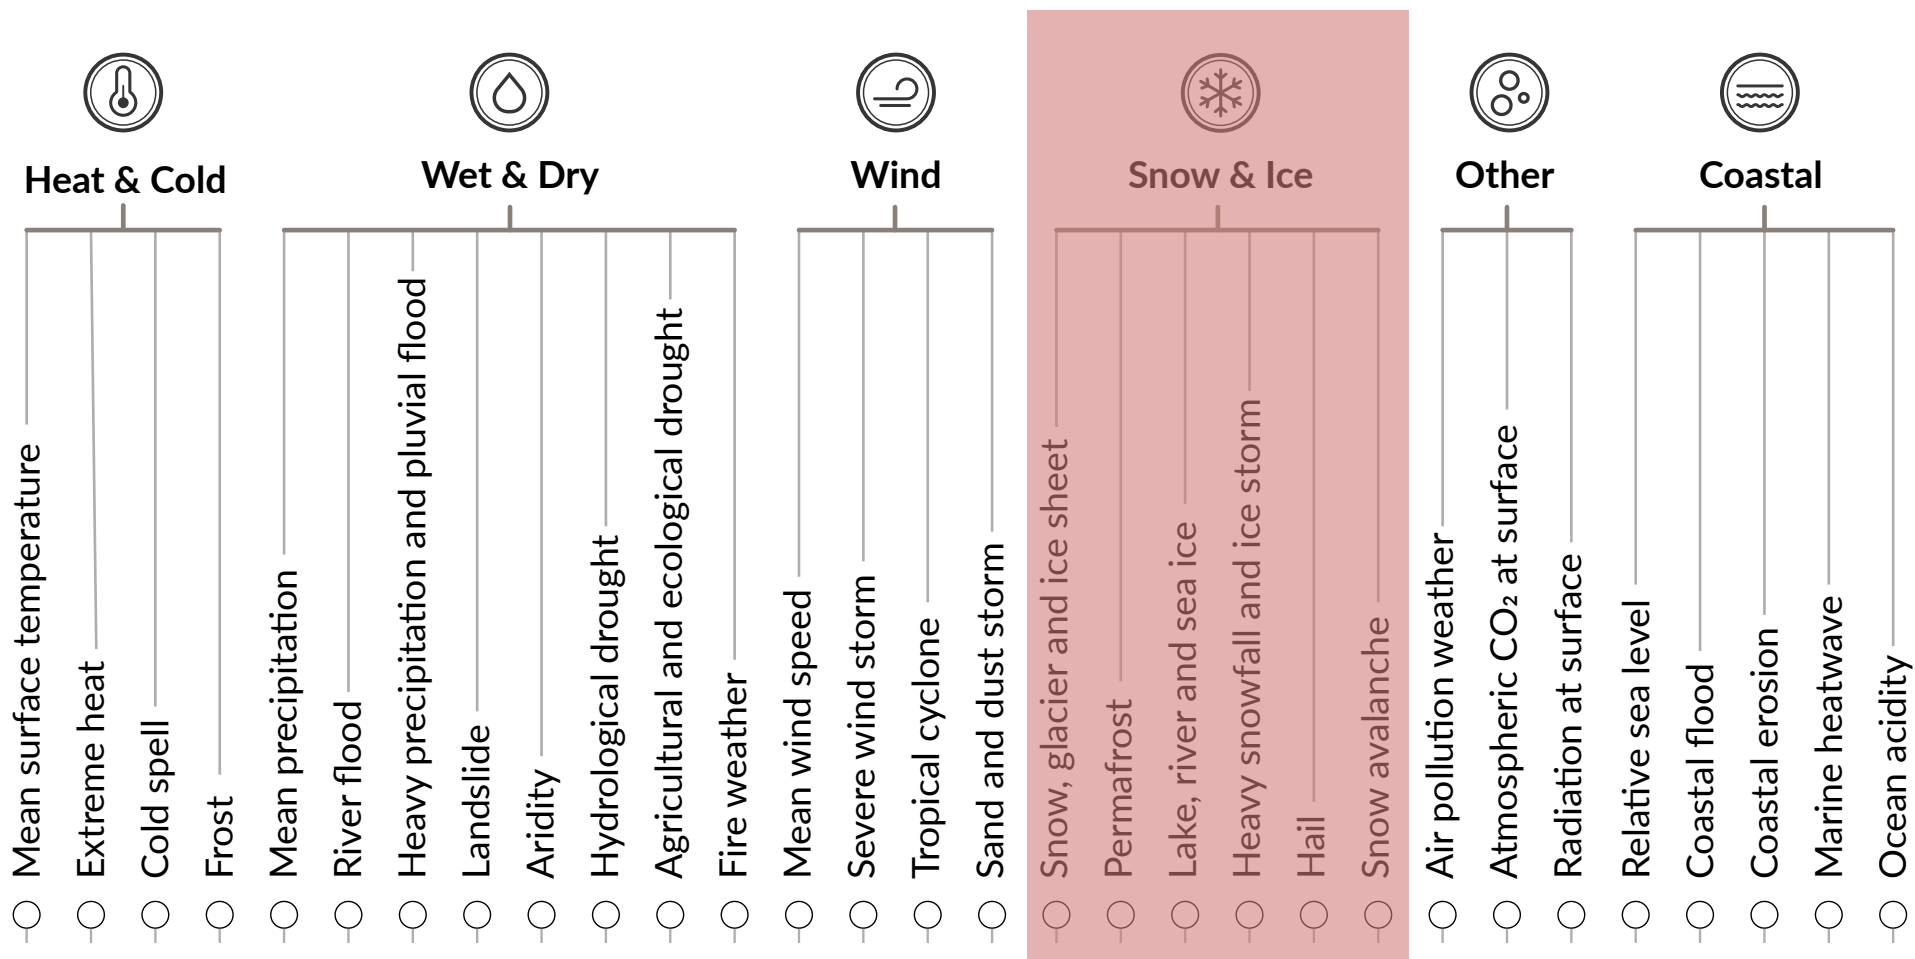 Heat & Cold
Mean surface temperature
Extreme heat
Cold spell
Frost
Wet & Dry
Mean precipitation
River flood
Heavy precipitation and pluvial flood
Landslide
Aridity
Hydrological drought
Agricultural and ecological drought
Fire weather
Wind
Mean wind speed
Severe wind storm
Tropical cyclone
Sand and dust storm
Snow & Ice
Snow, glacier and ice sheet
Permafrost
Lake, river and sea ice
Heavy snowfall and ice storm
Hail
Snow avalanche
Other
Air pollution weather
Atmospheric CO₂ at surface
Radiation at surface
Coastal
Relative sea level
Coastal flood
Coastal erosion
Marine heatwave
Ocean acidity